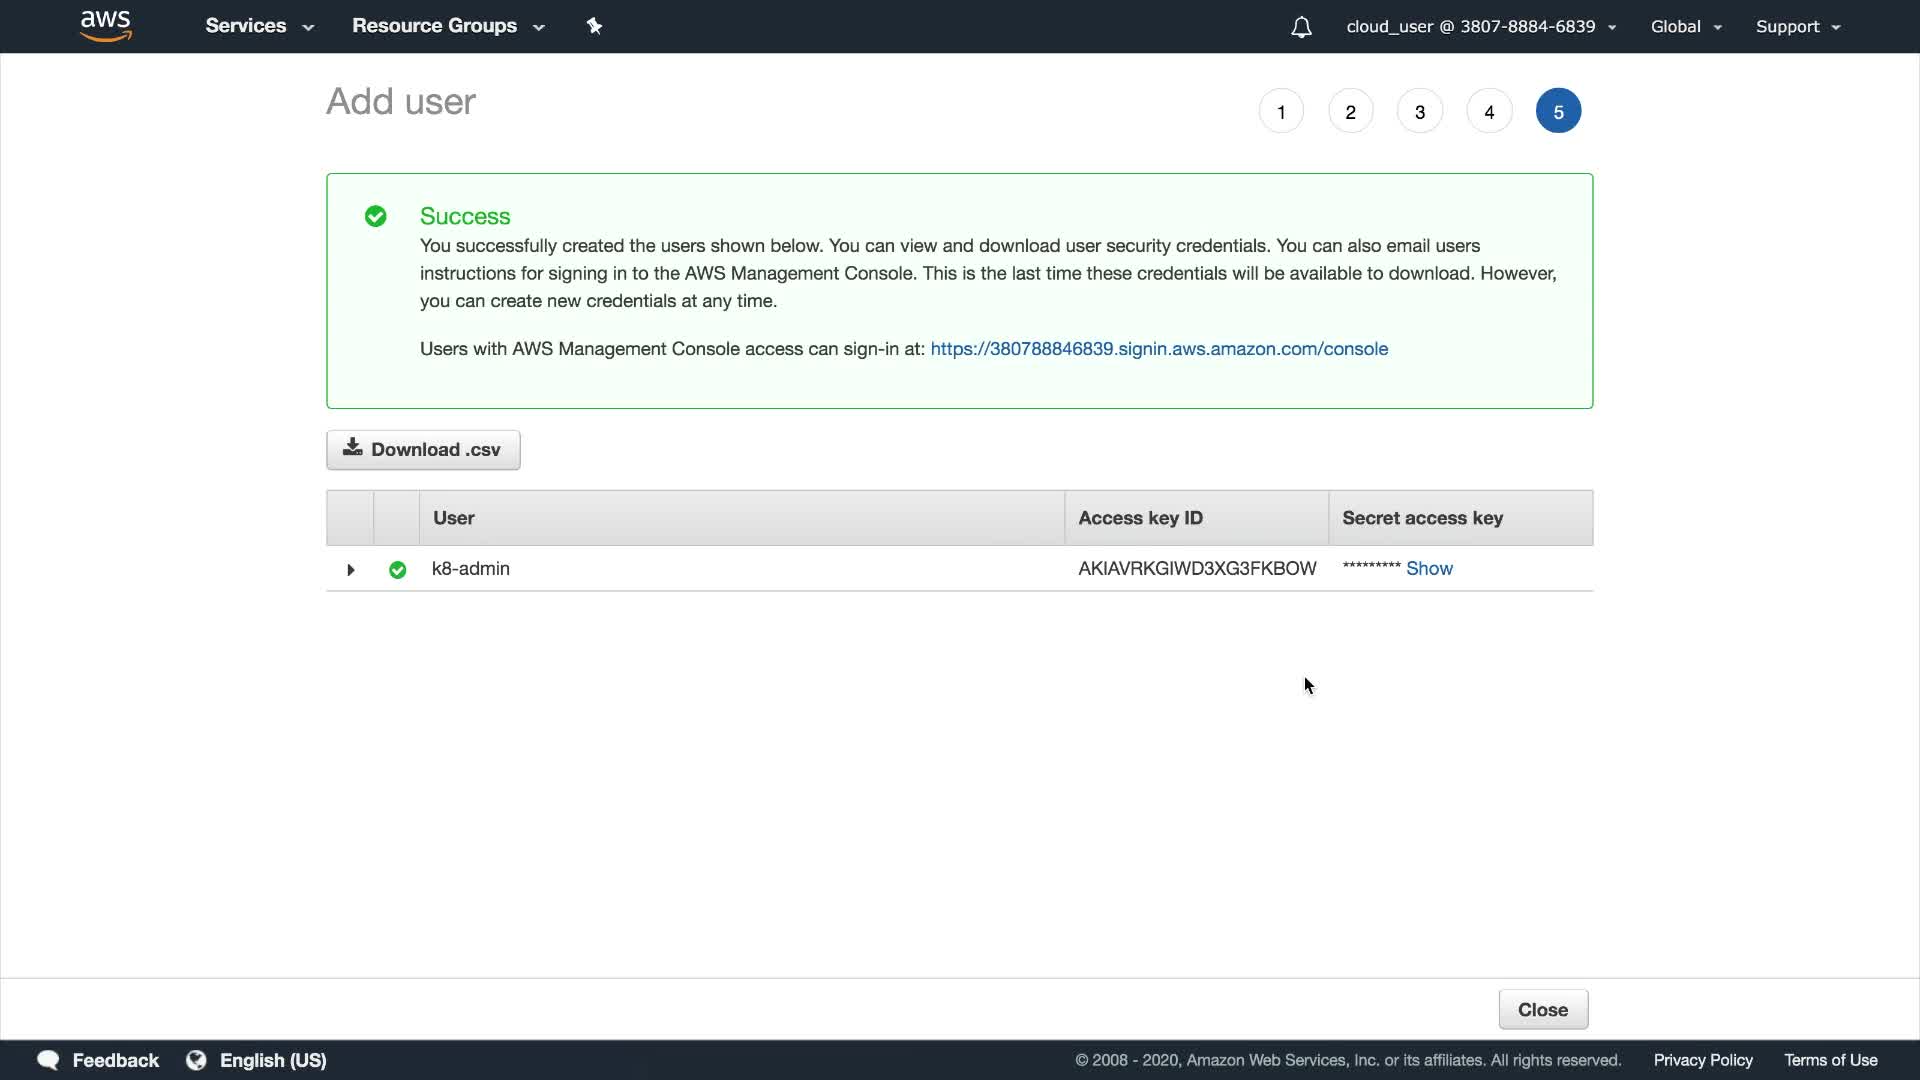 aws
Services
Resource Groups
cloud_user @ 3807-8884-6839
Global
Support
Add user
1
2
3
4
5
Success
You successfully created the users shown below. You can view and download user security credentials. You can also email users
instructions for signing in to the AWS Management Console. This is the last time these credentials will be available to download. However,
you can create new credentials at any time.
Users with AWS Management Console access can sign-in at: https://380788846839.signin.aws.amazon.com/console
Download .csv
User
Access key ID
Secret access key
k8-admin
AKIAVRKGIWD3XG3FKBOW
********* Show
Close
Feedback
English (US)
© 2008 - 2020, Amazon Web Services, Inc. or its affiliates. All rights reserved.
Privacy Policy
Terms of Use